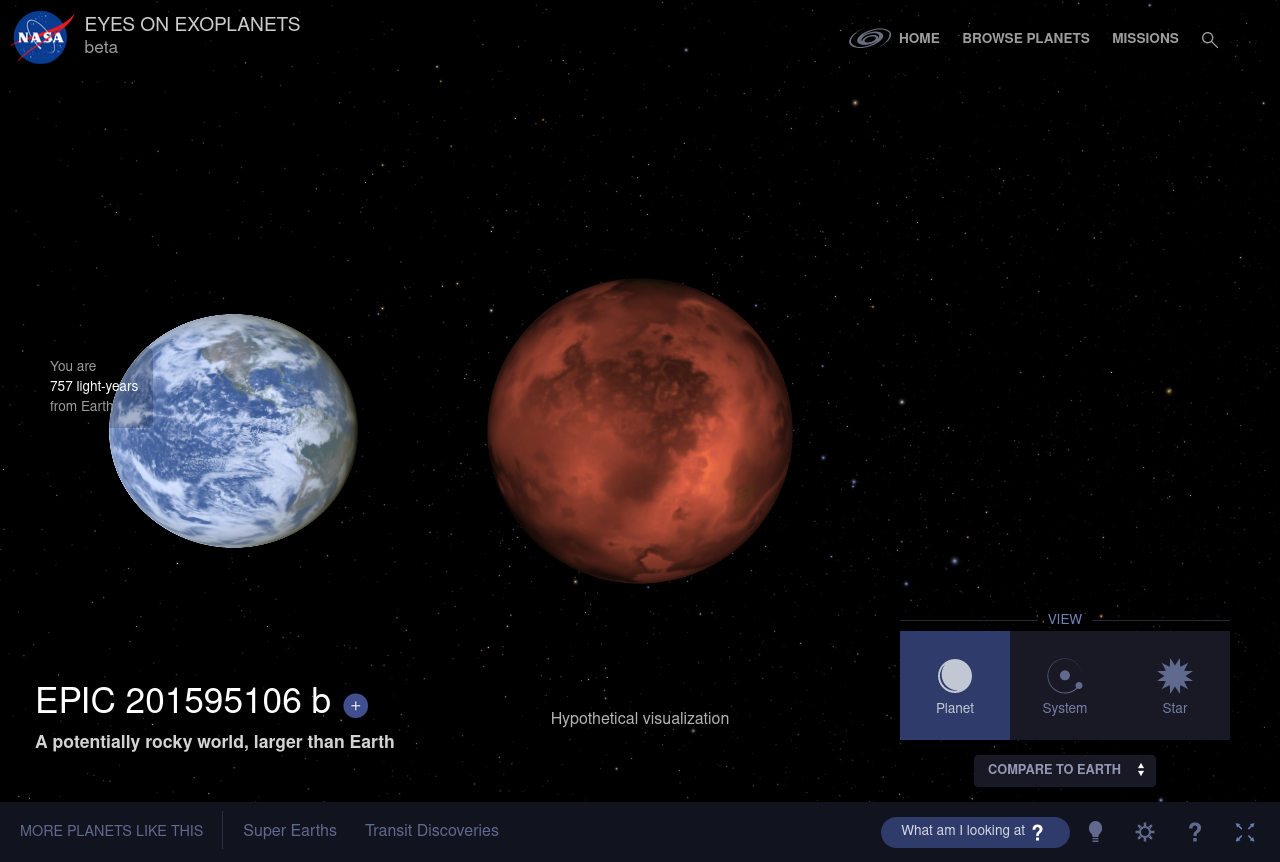 NASA
EYES ON EXOPLANETS
beta
HOME
BROWSE PLANETS
MISSIONS
You are
757 light-years
from Earth
VIEW
Planet
System
Star
EPIC 201595106 b +
A potentially rocky world, larger than Earth
Hypothetical visualization
COMPARE TO EARTH
MORE PLANETS LIKE THIS
Super Earths
Transit Discoveries
What am I looking at ?
?